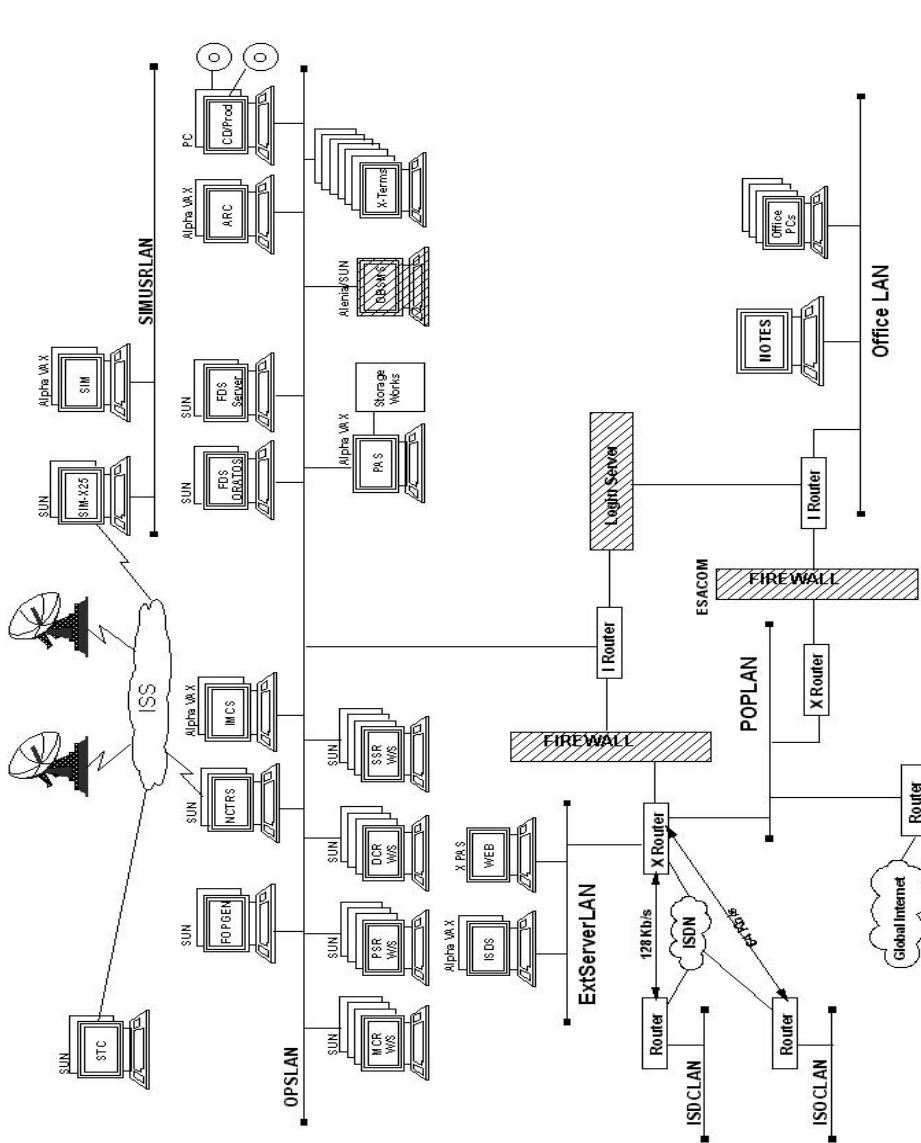 SUN
STC
ISS
SUN
SIM-X25
Alpha VAX
SIM
SIMUSRLAN
SUN
FOPGEN
SUN
NCTRS
Alpha VAX
IMCS
SUN
FDS
ORATOS
SUN
FDS
Server
Alpha VAX
ARC
PC
CD/Prod
OPSLAN
SUN
MCR
W/S
SUN
PSR
W/S
SUN
DCR
W/S
SUN
SSR
W/S
Alpha VAX
PAS
Storage
Works
Alenia/SUN
DBSMS
X-Terms
Alpha VAX
ISDS
X PAS
WEB
ExtServerLAN
FIREWALL
I Router
Login Server
X Router
128 Kb/s
ISDN
64 Kb/s
Router
ISDCLAN
Router
ISOCLAN
POPLAN
ESACOM
FIREWALL
X Router
I Router
NOTES
Office
PCs
Office LAN
Global Internet
Router